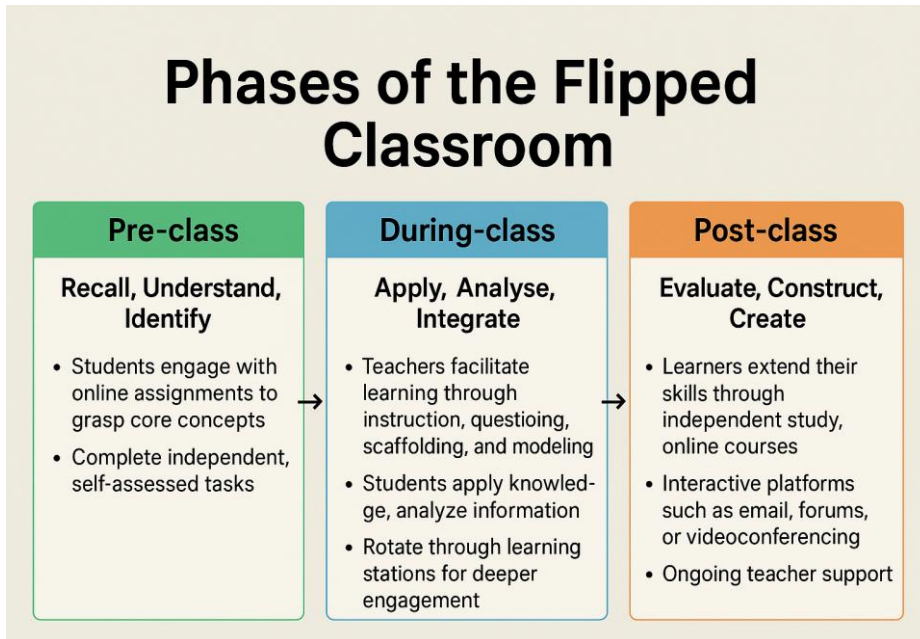 Phases of the Flipped
Classroom
Pre-class
Recall, Understand,
Identify
• Students engage with
online assignments to
grasp core concepts
• Complete independent,
self-assessed tasks
→
During-class
Apply, Analyse,
Integrate
• Teachers facilitate
learning through
instruction, questioing,
scaffolding, and modeling
• Students apply knowled-
ge, analyze information
• Rotate through learning
stations for deeper
engagement
→
Post-class
Evaluate, Construct,
Create
• Learners extend their
skills through
independent study,
online courses
• Interactive platforms
such as email, forums,
or videoconferencing
• Ongoing teacher support